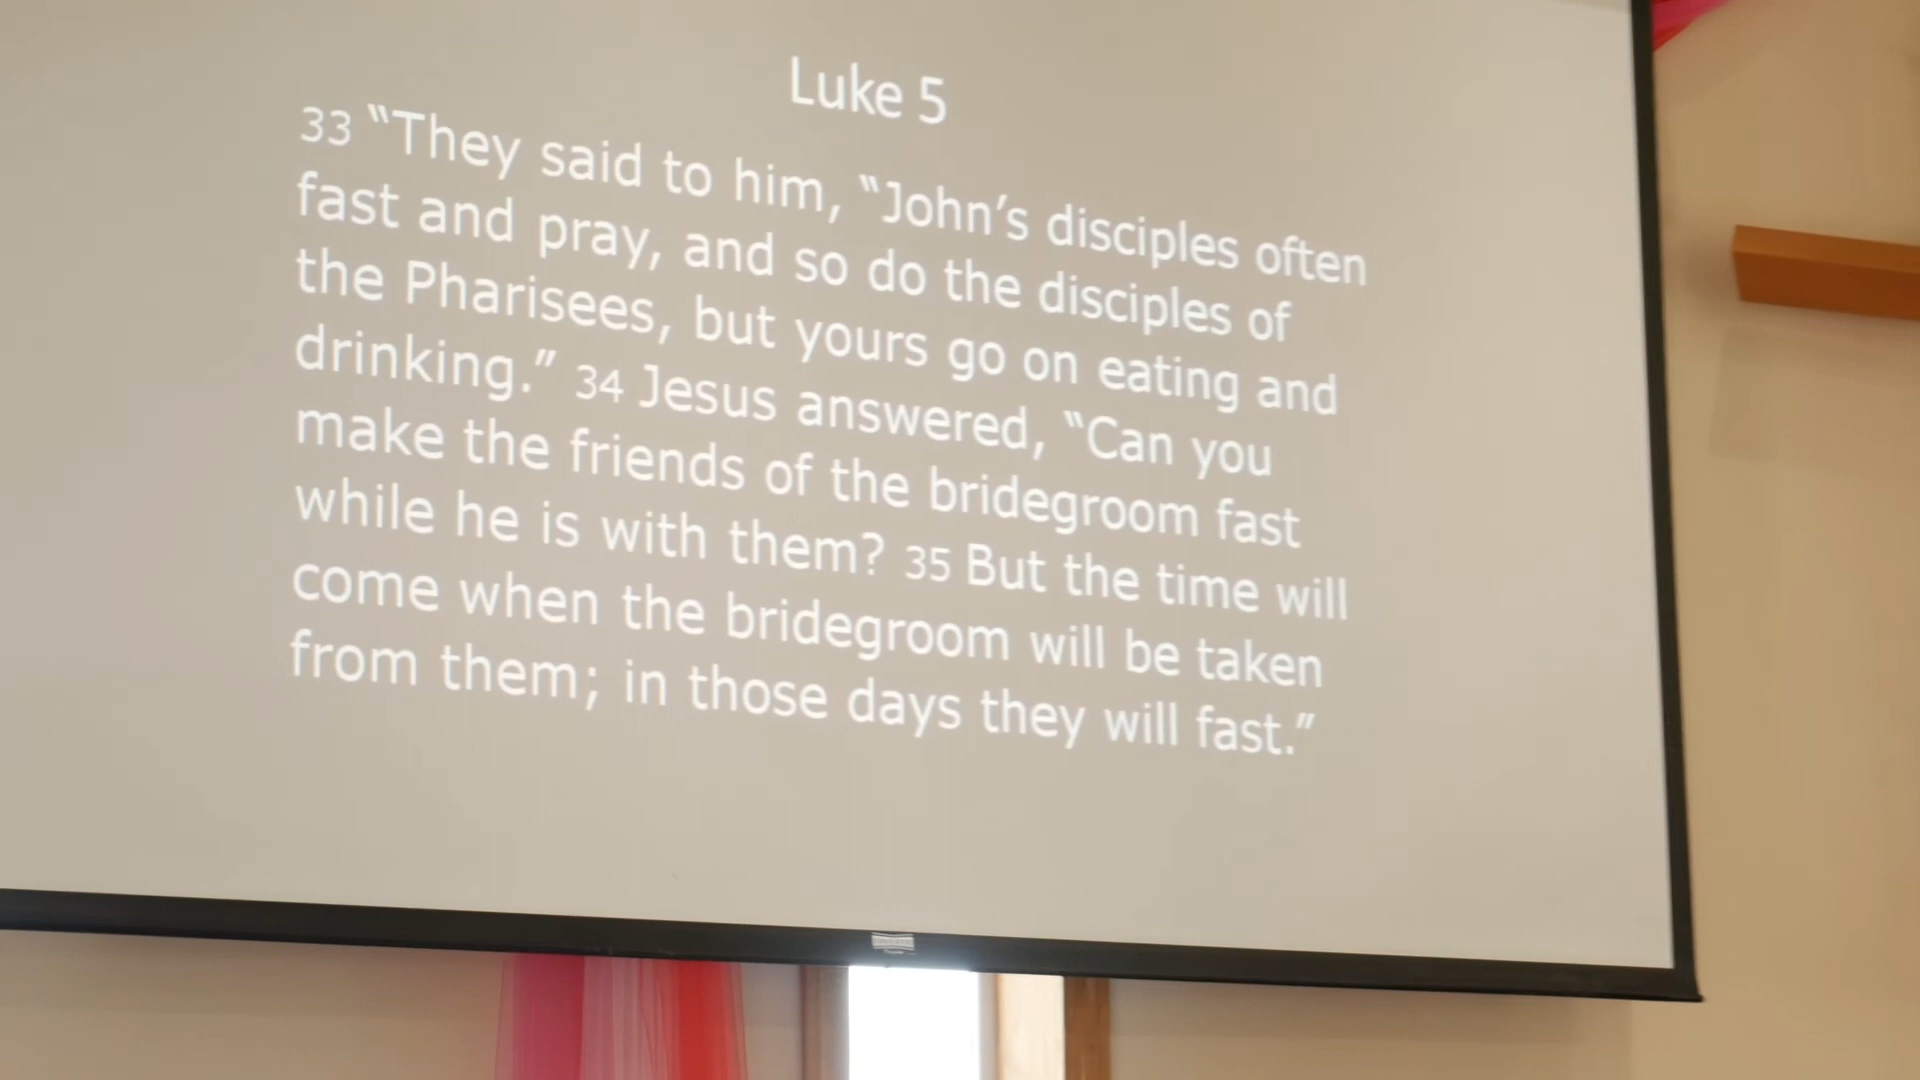 Luke 5
33 “They said to him, “John’s disciples often
fast and pray, and so do the disciples of
the Pharisees, but yours go on eating and
drinking.” 34 Jesus answered, “Can you
make the friends of the bridegroom fast
while he is with them? 35 But the time will
come when the bridegroom will be taken
from them; in those days they will fast.”